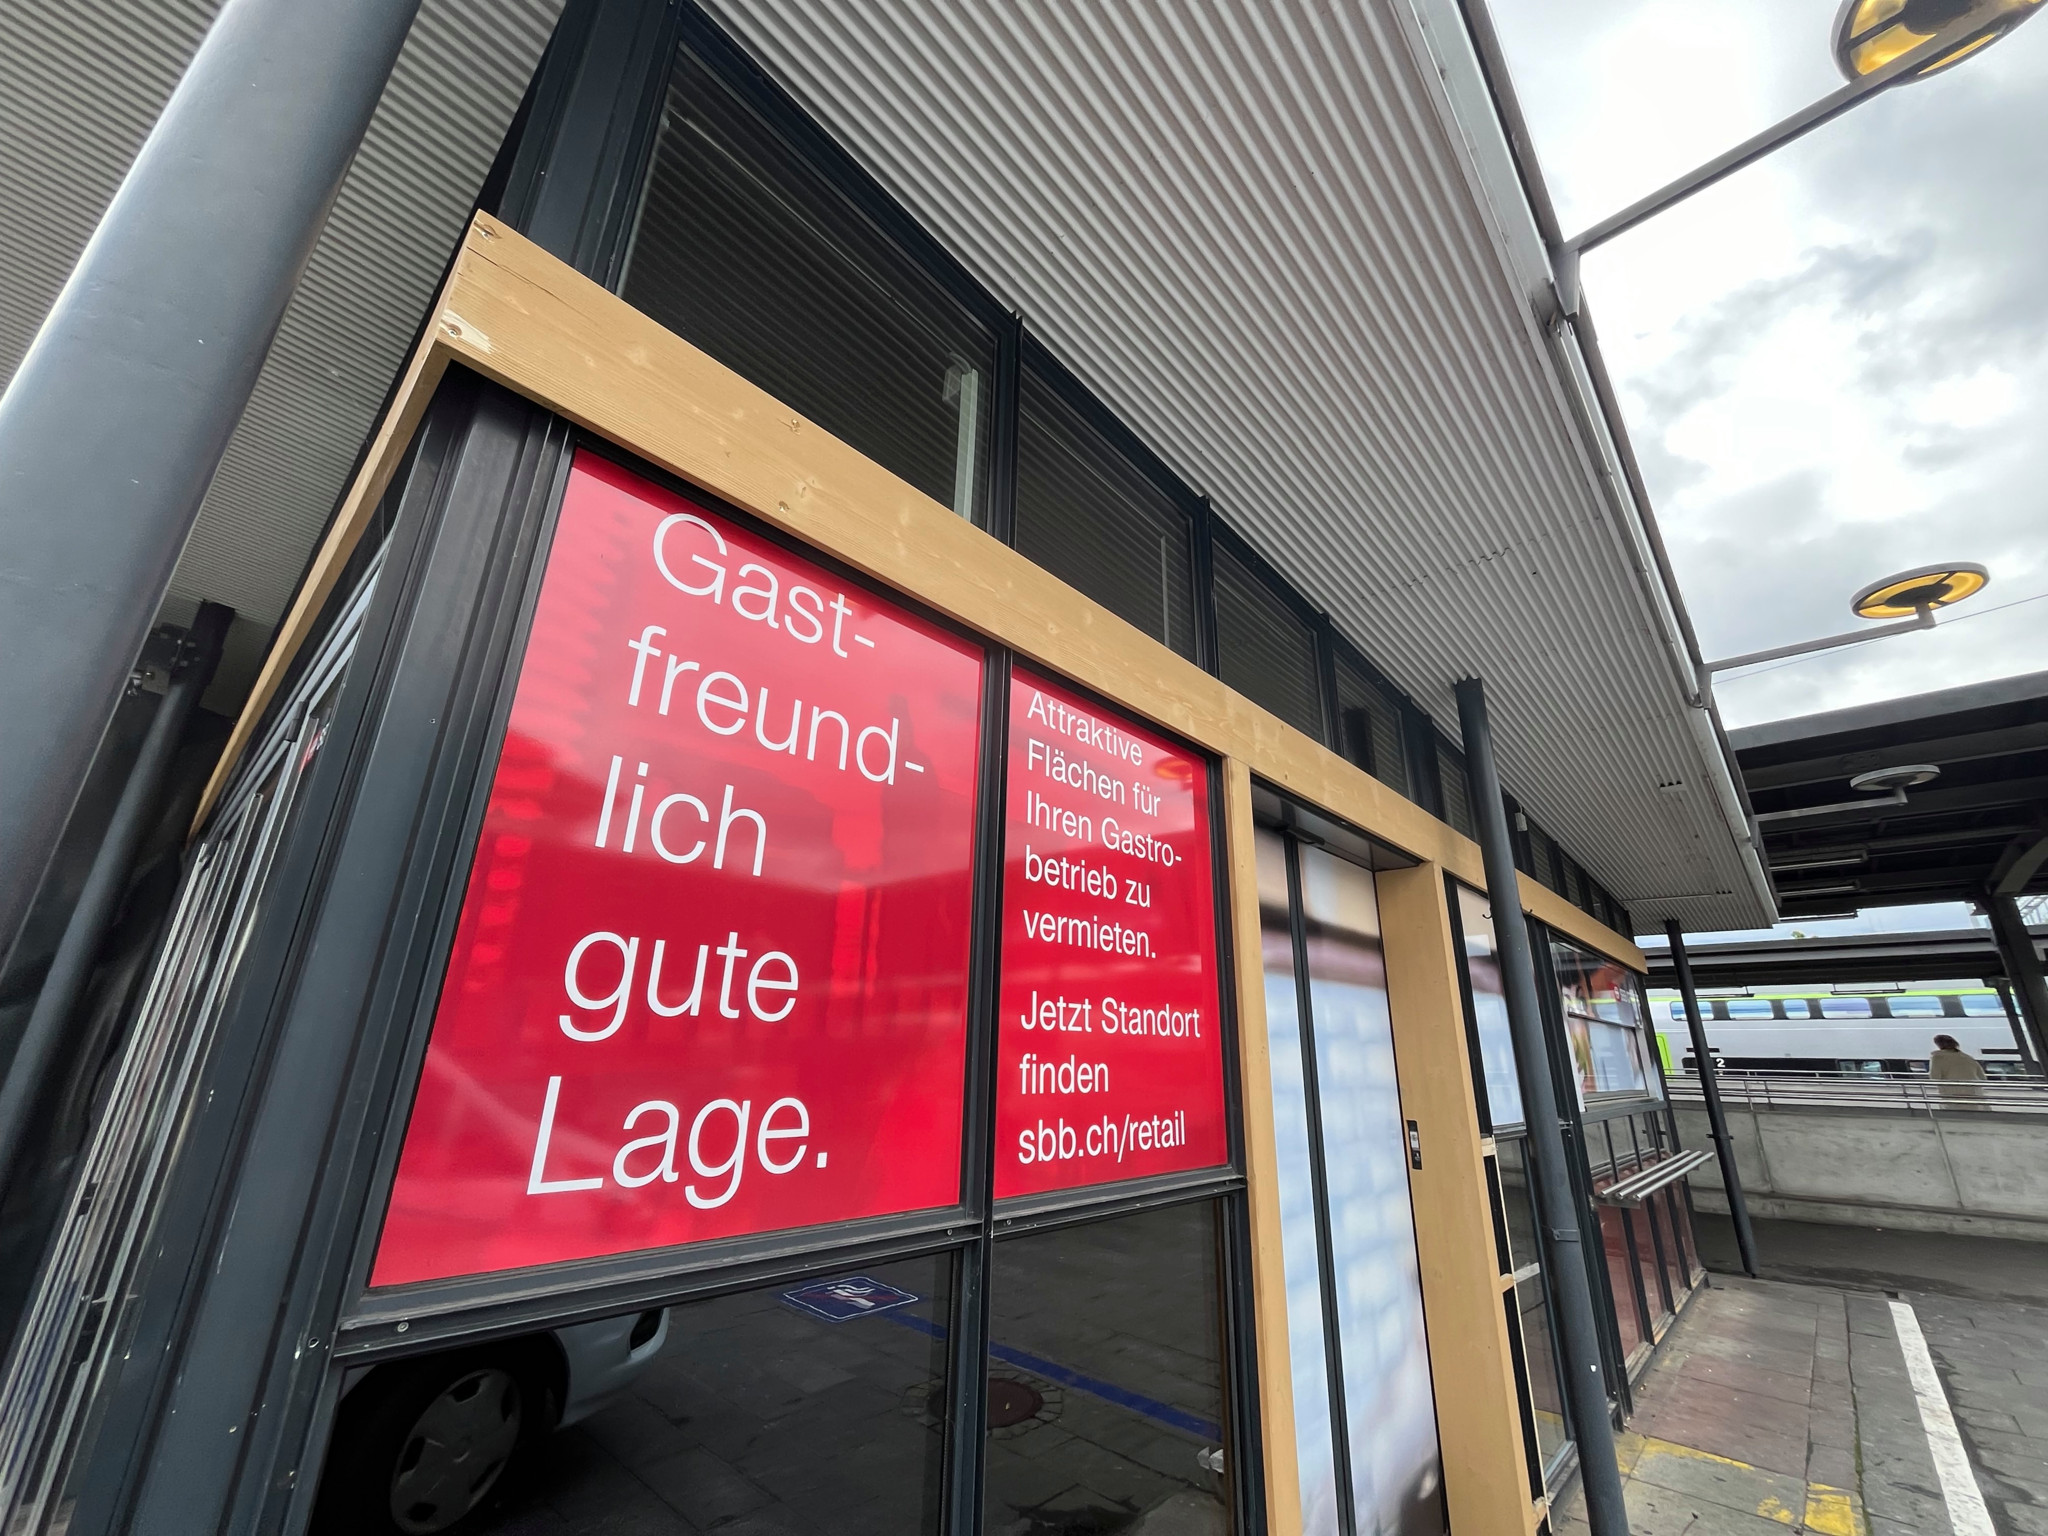 Gast-
freund-
lich
gute
Lage.
Attraktive
Flächen für
Ihren Gastro-
betrieb zu
vermieten.
Jetzt Standort
finden
sbb.ch/retail
2